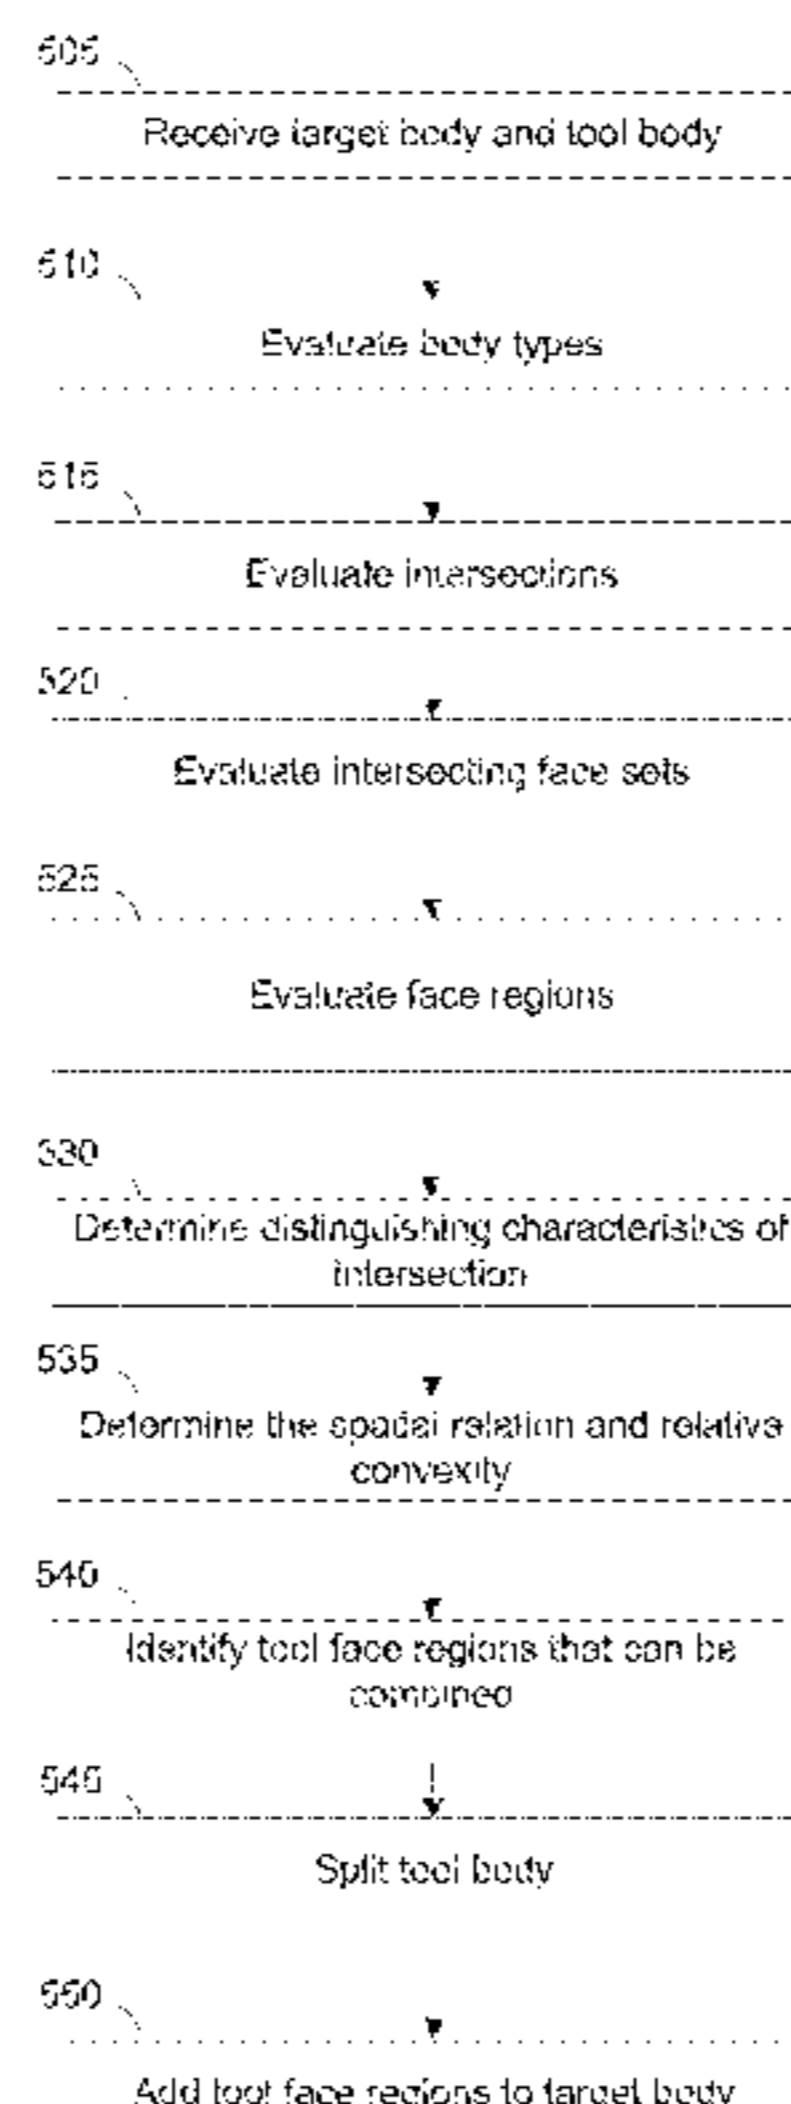 505
Receive target body and tool body
510
Evaluate body types
515
Evaluate intersections
520
Evaluate intersecting face sets
525
Evaluate face regions
530
Determine distinguishing characteristics of
intersection
535
Determine the spatial relation and relative
convexity
540
Identify tool face regions that can be
combined
545
Split tool body
550
Add tool face regions to target body